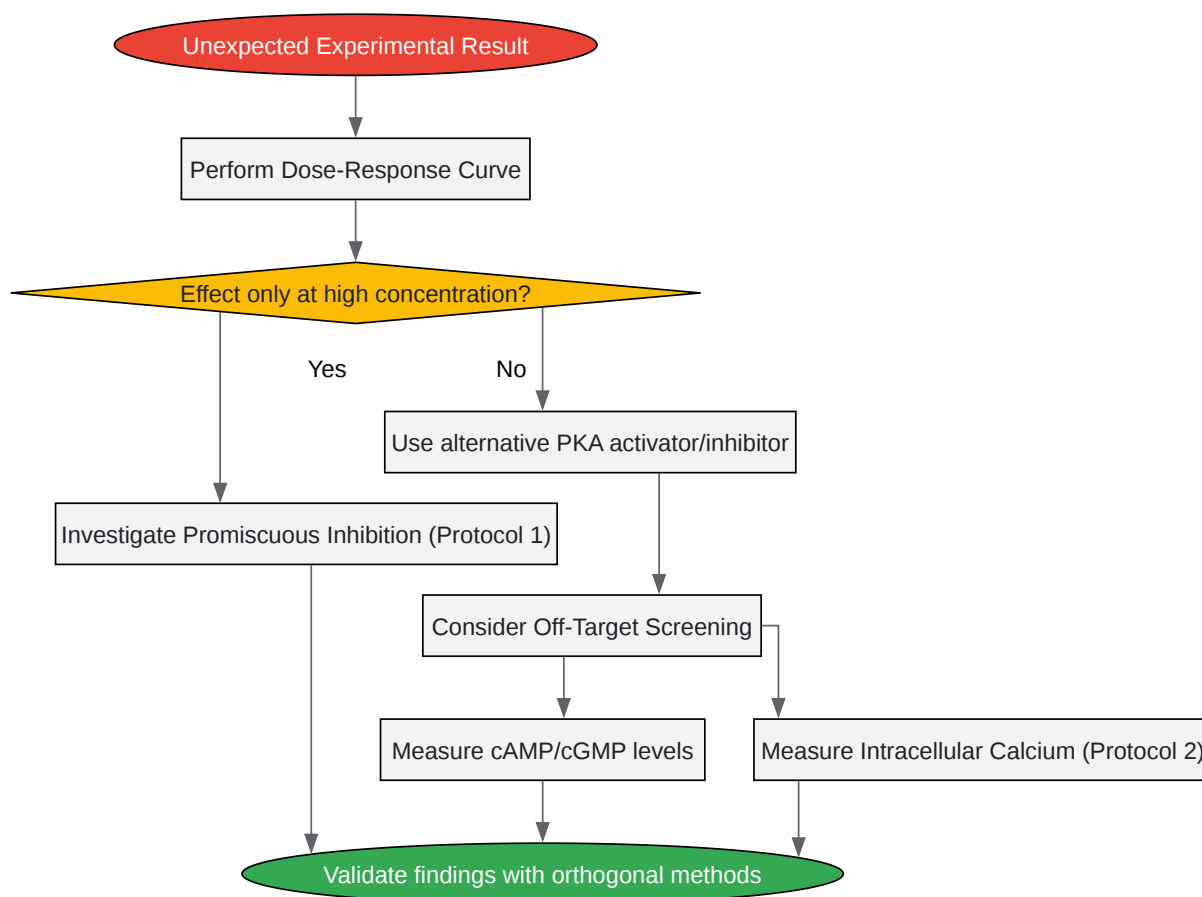 Unexpected Experimental Result
Perform Dose-Response Curve
Effect only at high concentration?
Yes
No
Use alternative PKA activator/inhibitor
Investigate Promiscuous Inhibition (Protocol 1)
Consider Off-Target Screening
Measure cAMP/cGMP levels
Measure Intracellular Calcium (Protocol 2)
Validate findings with orthogonal methods